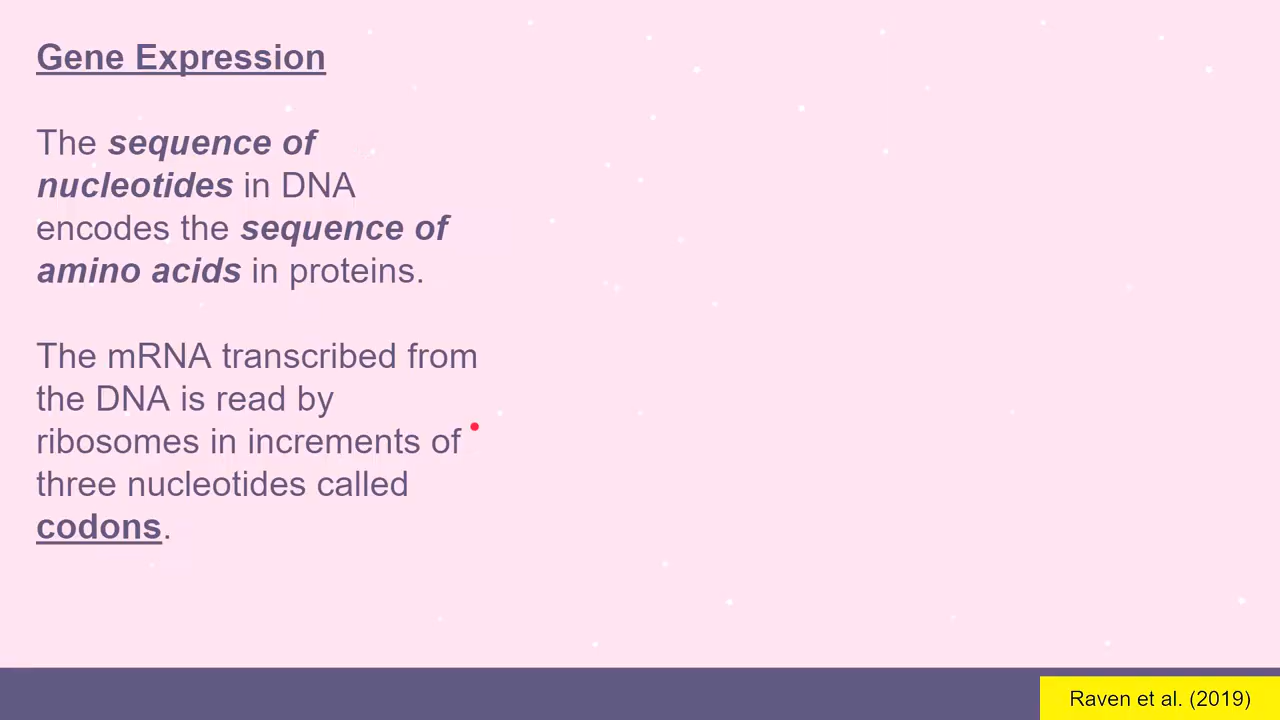 Gene Expression
The sequence of
nucleotides in DNA
encodes the sequence of
amino acids in proteins.
The mRNA transcribed from
the DNA is read by
ribosomes in increments of
three nucleotides called
codons.
Raven et al. (2019)